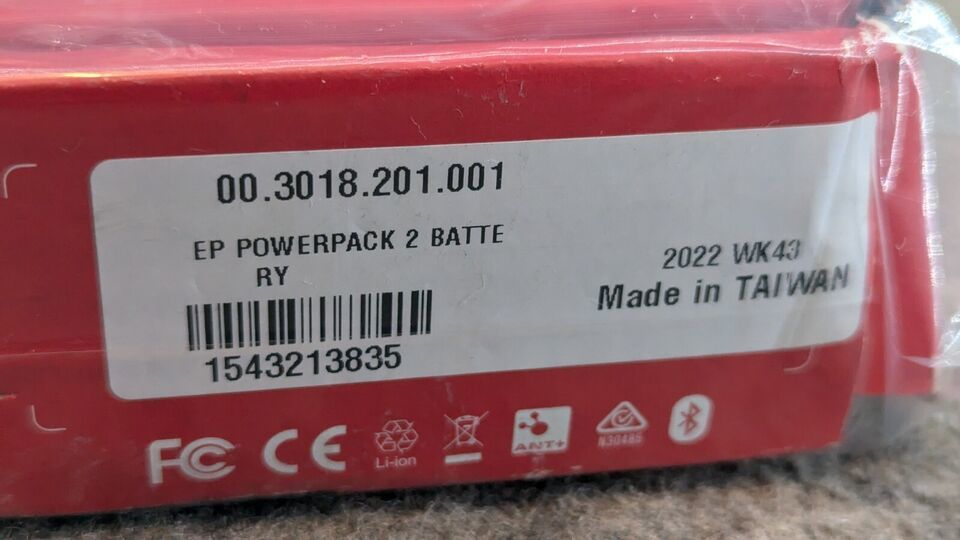 00.3018.201.001
EP POWERPACK 2 BATTE
RY
1543213835
2022 WK43
Made in TAIWAN
FC CE
Li-ion
ANT+
N30486